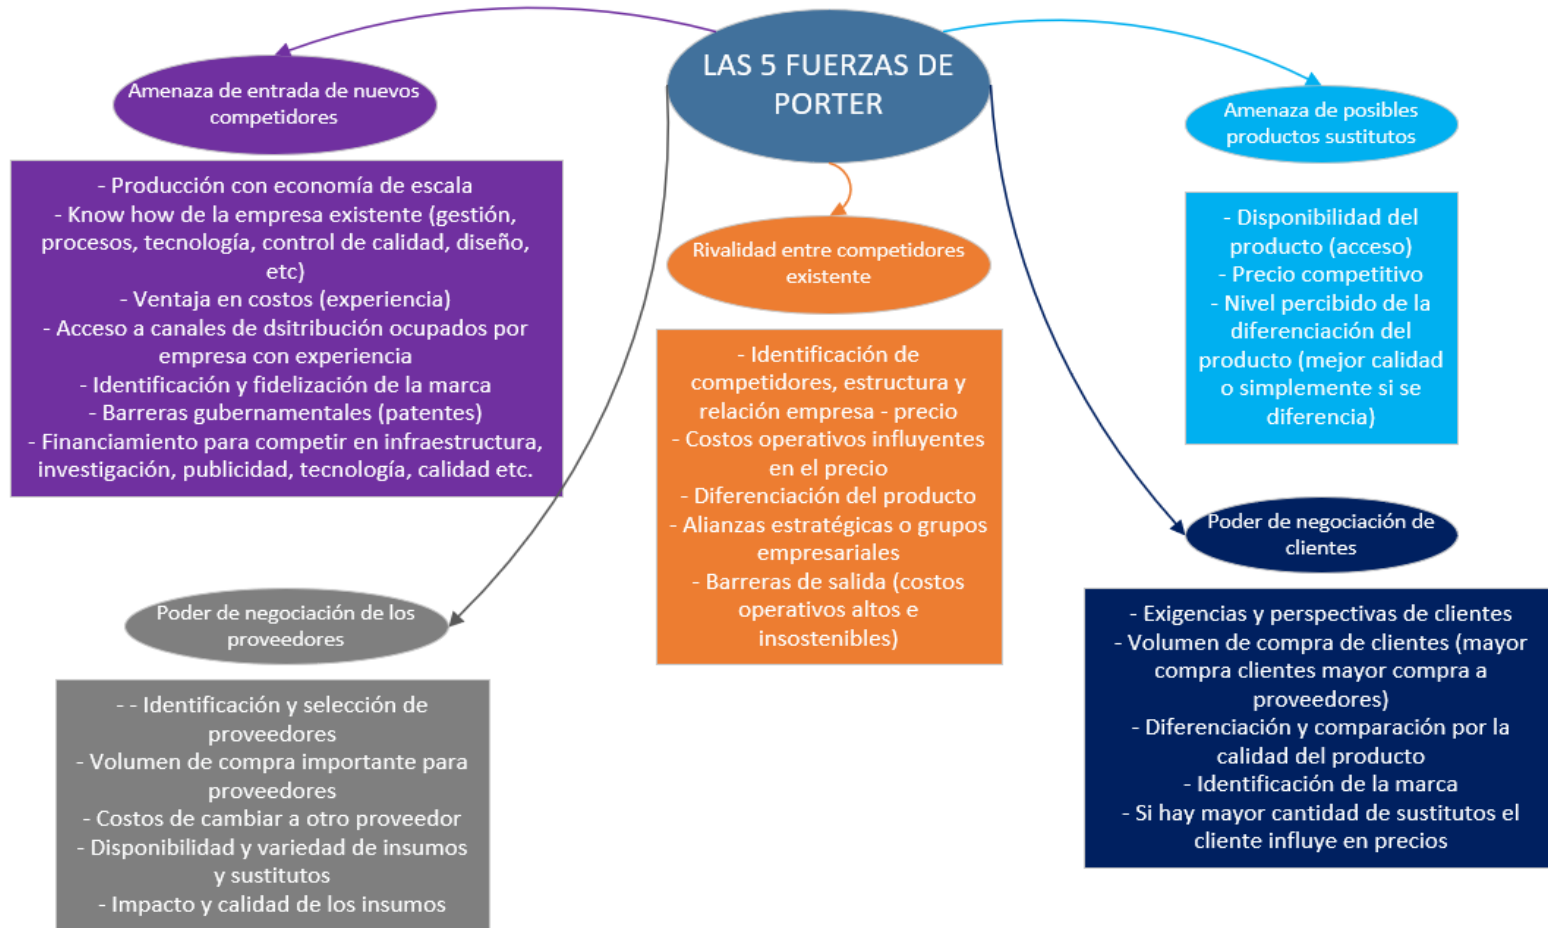 LAS 5 FUERZAS DE
PORTER
Amenaza de entrada de nuevos
competidores
- Producción con economía de escala
- Know how de la empresa existente (gestión,
procesos, tecnología, control de calidad, diseño,
etc)
- Ventaja en costos (experiencia)
- Acceso a canales de dsitribución ocupados por
empresa con experiencia
- Identificación y fidelización de la marca
- Barreras gubernamentales (patentes)
- Financiamiento para competir en infraestructura,
investigación, publicidad, tecnología, calidad etc.
Rivalidad entre competidores
existente
- Identificación de
competidores, estructura y
relación empresa - precio
- Costos operativos influyentes
en el precio
- Diferenciación del producto
- Alianzas estratégicas o grupos
empresariales
- Barreras de salida (costos
operativos altos e
insostenibles)
Amenaza de posibles
productos sustitutos
- Disponibilidad del
producto (acceso)
- Precio competitivo
- Nivel percibido de la
diferenciación del
producto (mejor calidad
o simplemente si se
diferencia)
Poder de negociación de los
proveedores
- - Identificación y selección de
proveedores
- Volumen de compra importante para
proveedores
- Costos de cambiar a otro proveedor
- Disponibilidad y variedad de insumos
y sustitutos
- Impacto y calidad de los insumos
Poder de negociación de
clientes
- Exigencias y perspectivas de clientes
- Volumen de compra de clientes (mayor
compra clientes mayor compra a
proveedores)
- Diferenciación y comparación por la
calidad del producto
- Identificación de la marca
- Si hay mayor cantidad de sustitutos el
cliente influye en precios